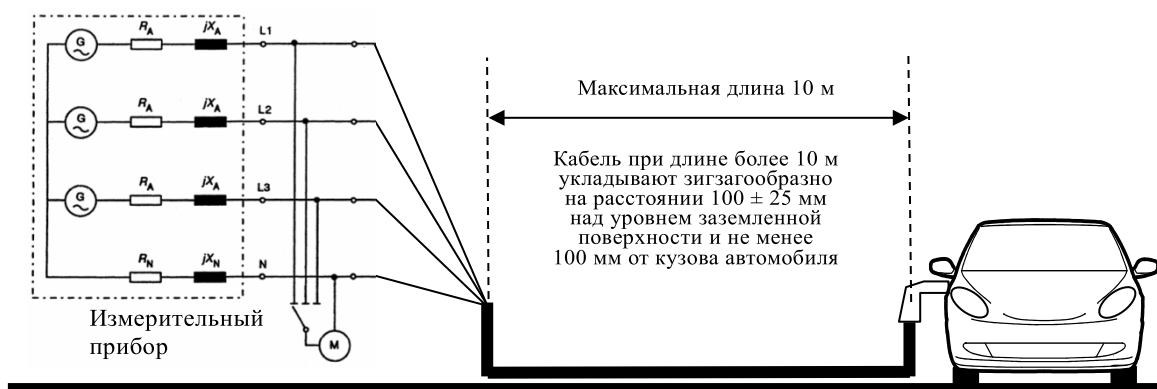 G
R_A
jX_A
L1
G
R_A
jX_A
L2
G
R_A
jX_A
L3
R_N
jX_N
N
M
Измерительный
прибор
Максимальная длина 10 м
Кабель при длине более 10 м
укладывают зигзагообразно
на расстоянии 100 ± 25 мм
над уровнем заземленной
поверхности и не менее
100 мм от кузова автомобиля